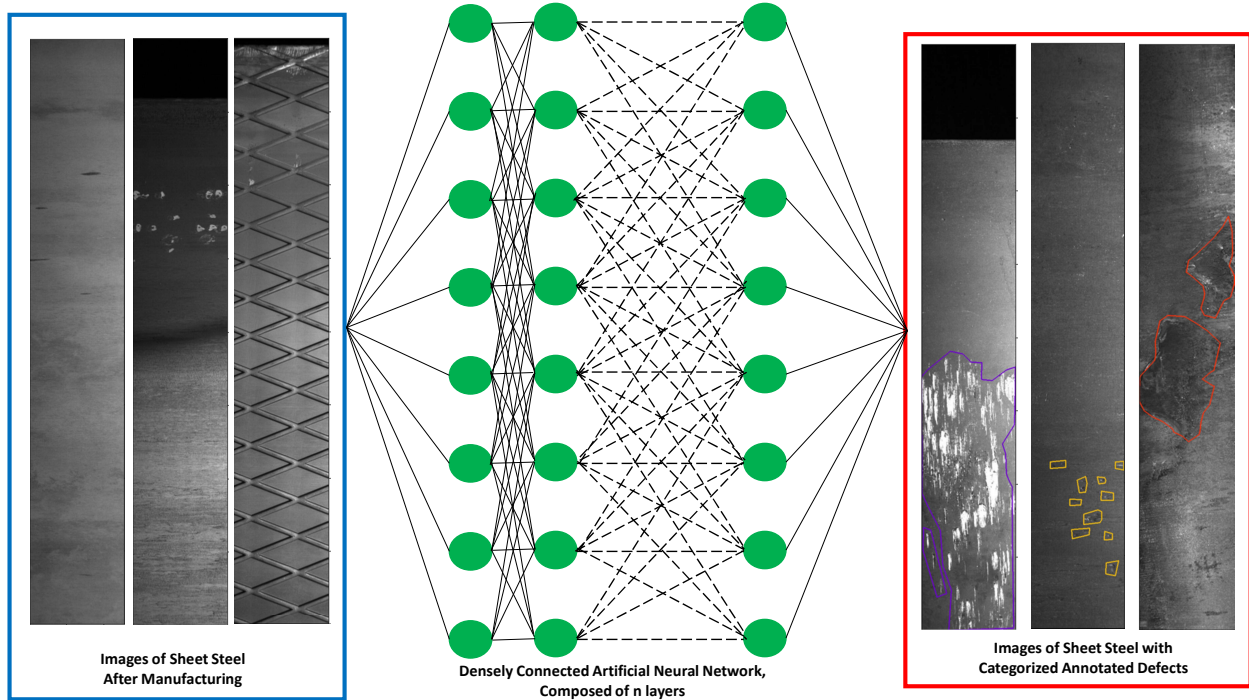 Images of Sheet Steel
After Manufacturing
Densely Connected Artificial Neural Network,
Composed of n layers
Images of Sheet Steel with
Categorized Annotated Defects